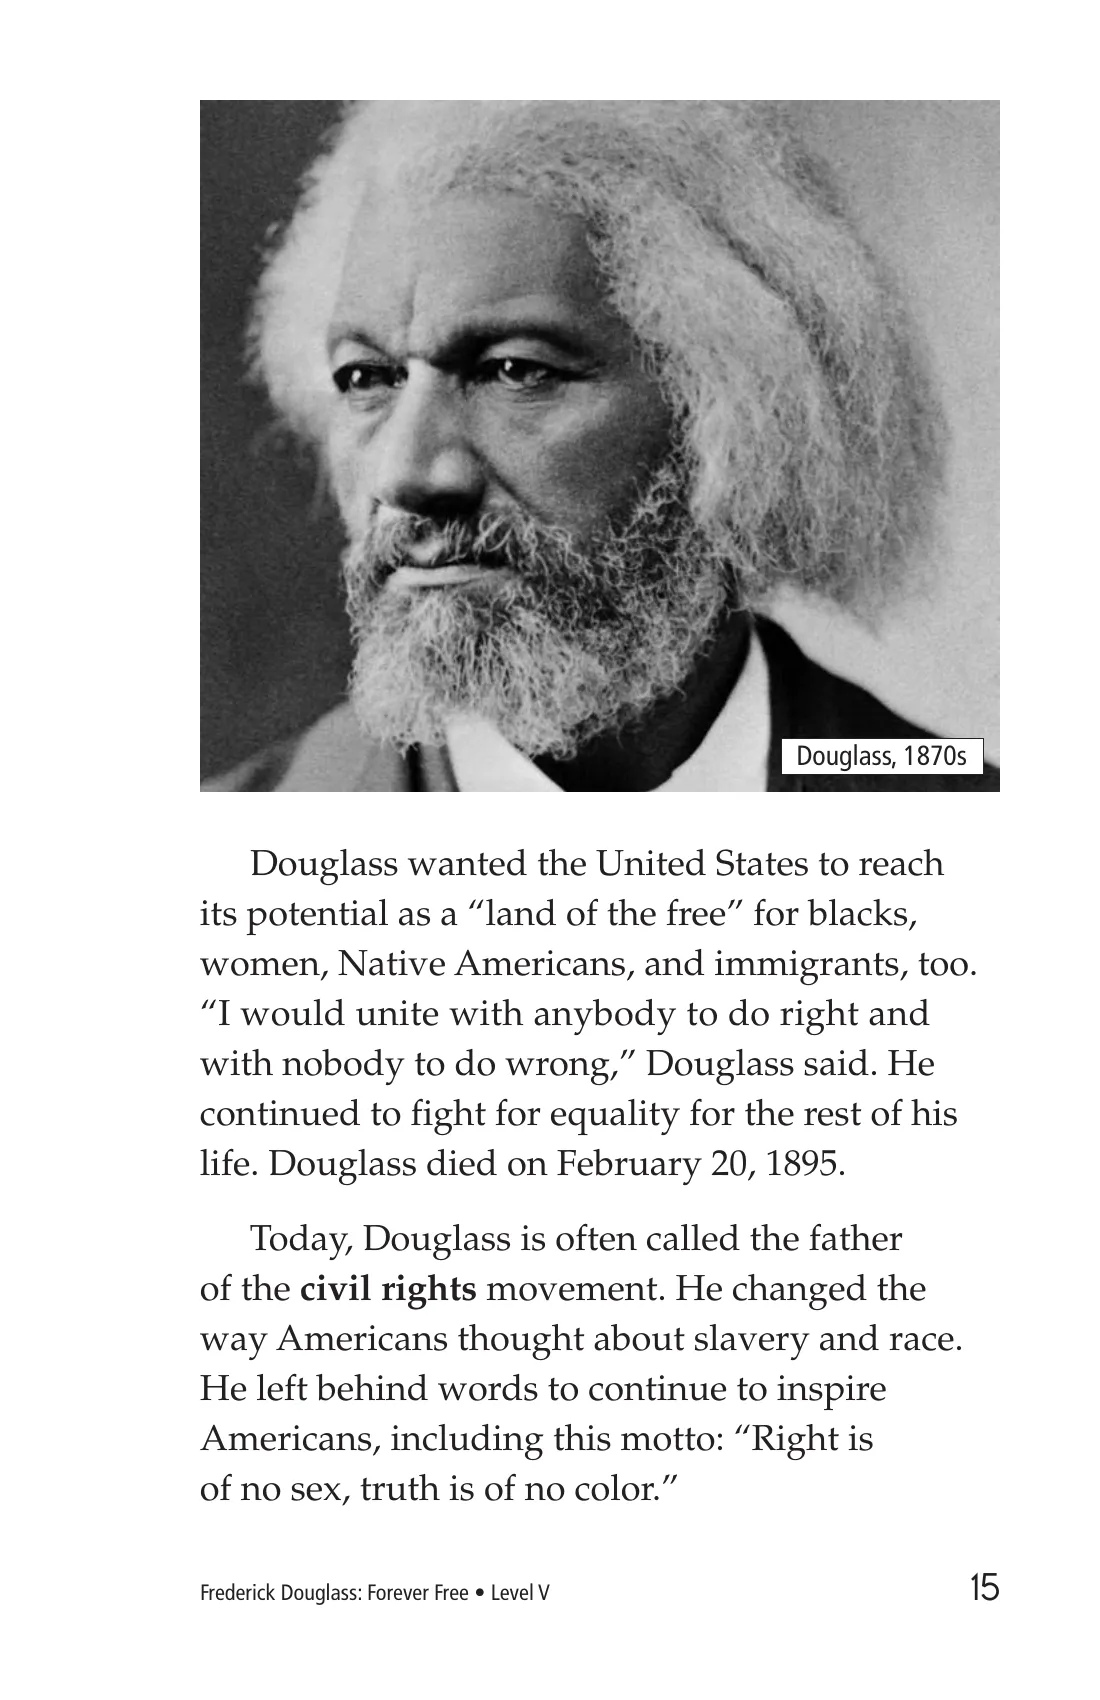 Douglass, 1870s
Douglass wanted the United States to reach
its potential as a “land of the free” for blacks,
women, Native Americans, and immigrants, too.
“I would unite with anybody to do right and
with nobody to do wrong,” Douglass said. He
continued to fight for equality for the rest of his
life. Douglass died on February 20, 1895.
Today, Douglass is often called the father
of the civil rights movement. He changed the
way Americans thought about slavery and race.
He left behind words to continue to inspire
Americans, including this motto: “Right is
of no sex, truth is of no color.”
Frederick Douglass: Forever Free • Level V
15